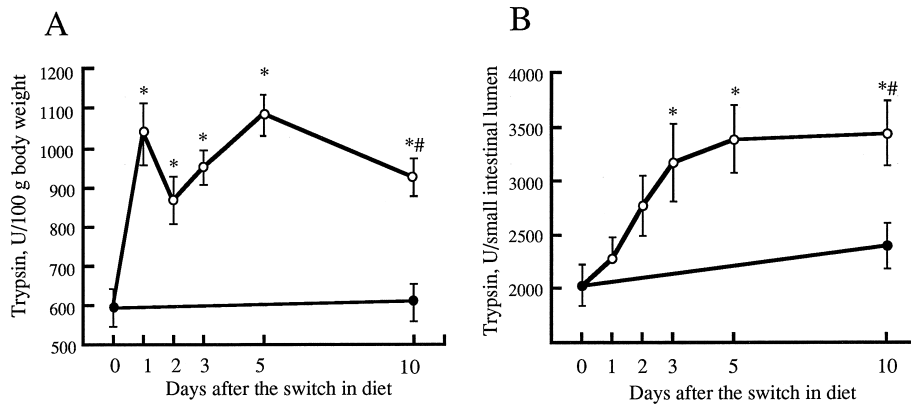 A
Trypsin, U/100 g body weight
1200
1100
1000
900
800
700
600
500
*
*
*
*
*#
0 1 2 3 5 10
Days after the switch in diet
B
Trypsin, U/small intestinal lumen
4000
3500
3000
2500
2000
*
*
*#
0 1 2 3 5 10
Days after the switch in diet